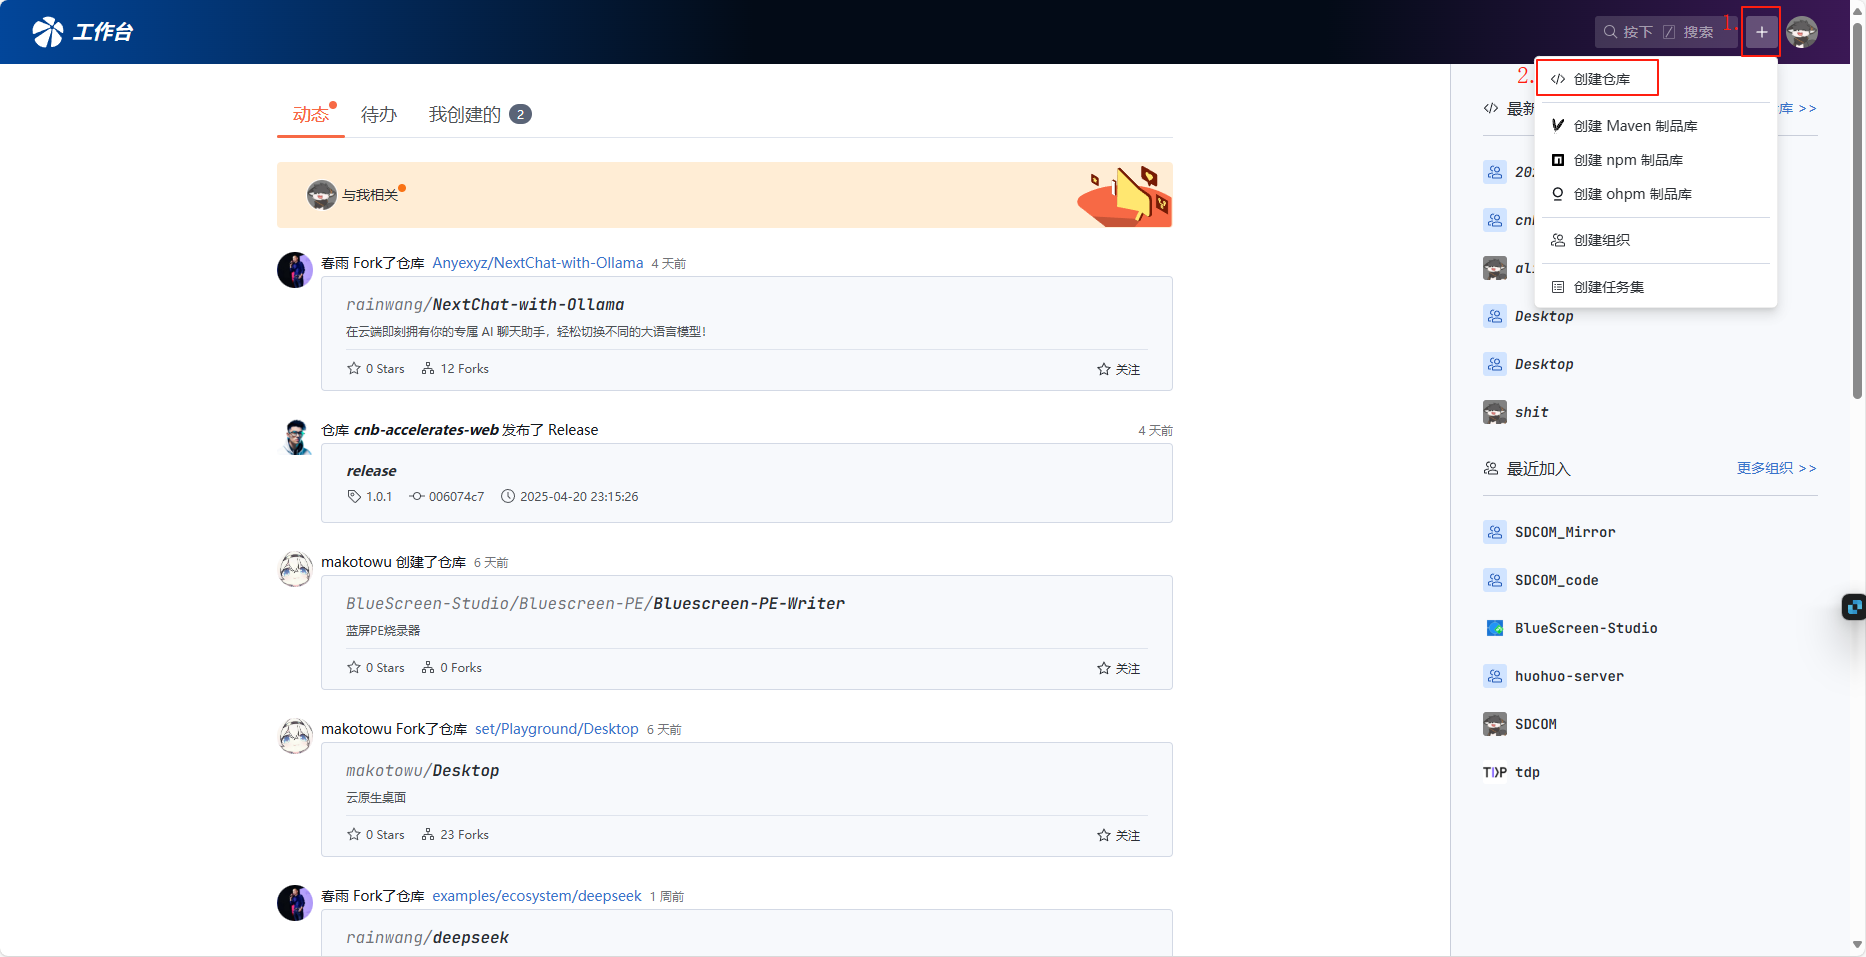 工作台
按下 / 搜索
1.
+
2.
创建仓库
创建 Maven 制品库
创建 npm 制品库
创建 ohpm 制品库
创建组织
创建任务集
动态
待办
我创建的 2
与我相关
春雨 Fork了仓库 Anyexyz/NextChat-with-Ollama 4 天前
rainwang/NextChat-with-Ollama
在云端即刻拥有你的专属 AI 聊天助手，轻松切换不同的大语言模型！
0 Stars 12 Forks 关注
仓库 cnb-accelerates-web 发布了 Release 4 天前
release
1.0.1 006074c7 2025-04-20 23:15:26
makotowu 创建了仓库 6 天前
BlueScreen-Studio/Bluescreen-PE/Bluescreen-PE-Writer
蓝屏PE烧录器
0 Stars 0 Forks 关注
makotowu Fork了仓库 set/Playground/Desktop 6 天前
makotowu/Desktop
云原生桌面
0 Stars 23 Forks 关注
春雨 Fork了仓库 examples/ecosystem/deepseek 1 周前
rainwang/deepseek
最新 库 >>
Desktop
Desktop
shit
最近加入 更多组织 >>
SDCOM_Mirror
SDCOM_code
BlueScreen-Studio
huohuo-server
SDCOM
TDP tdp